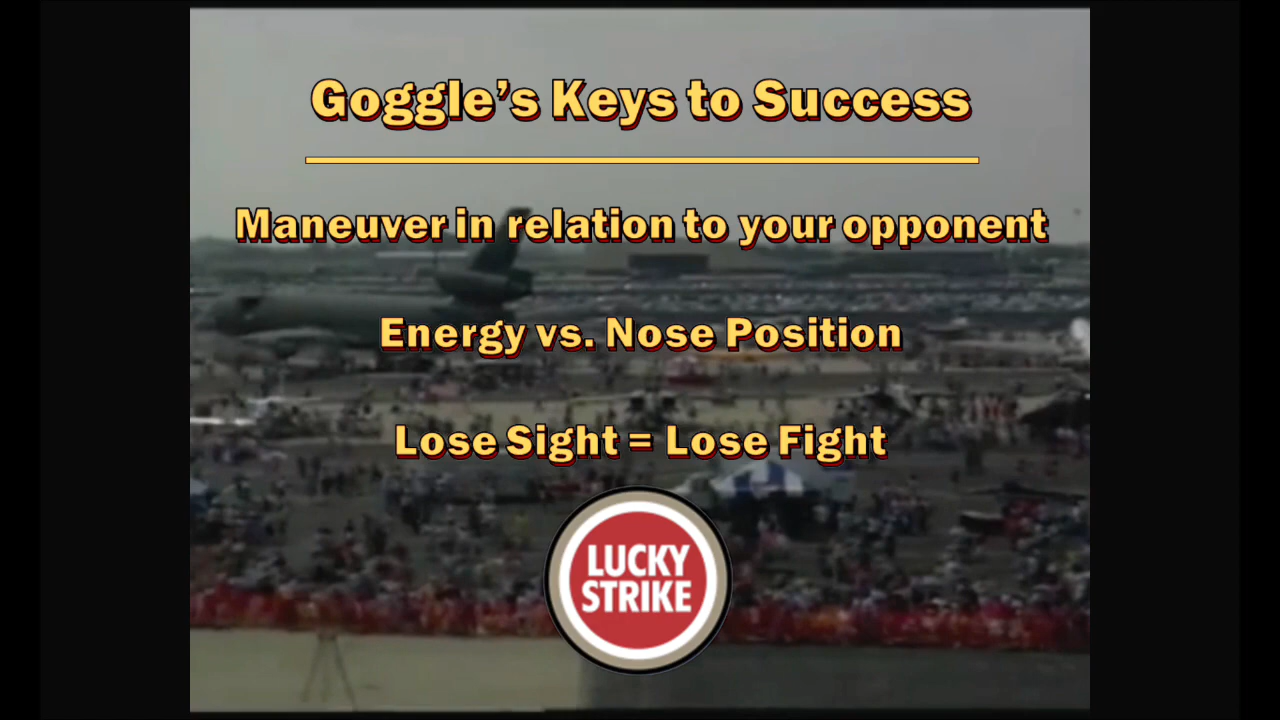 Goggle's Keys to Success
Maneuver in relation to your opponent
Energy vs. Nose Position
Lose Sight = Lose Fight
LUCKY
STRIKE